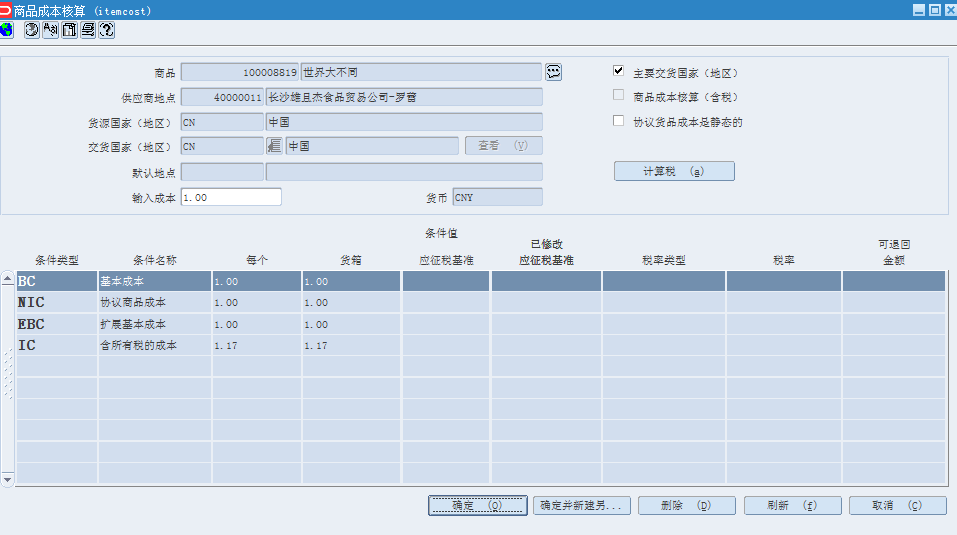 商品成本核算 (itemcost)
商品 100008819 世界大不同
主要交货国家（地区）
供应商地点 40000011 长沙雄且杰食品贸易公司-罗蕾
商品成本核算（含税）
货源国家（地区） CN 中国
协议货品成本是静态的
交货国家（地区） CN 中国 查看 (V)
默认地点
计算税 (a)
输入成本 1.00 货币 CNY
条件值
已修改 可退回
条件类型 条件名称 每个 货箱 应征税基准 应征税基准 税率类型 税率 金额
BC 基本成本 1.00 1.00
NIC 协议商品成本 1.00 1.00
EBC 扩展基本成本 1.00 1.00
IC 含所有税的成本 1.17 1.17
确定 (O) 确定并新建另... 删除 (D) 刷新 (f) 取消 (C)